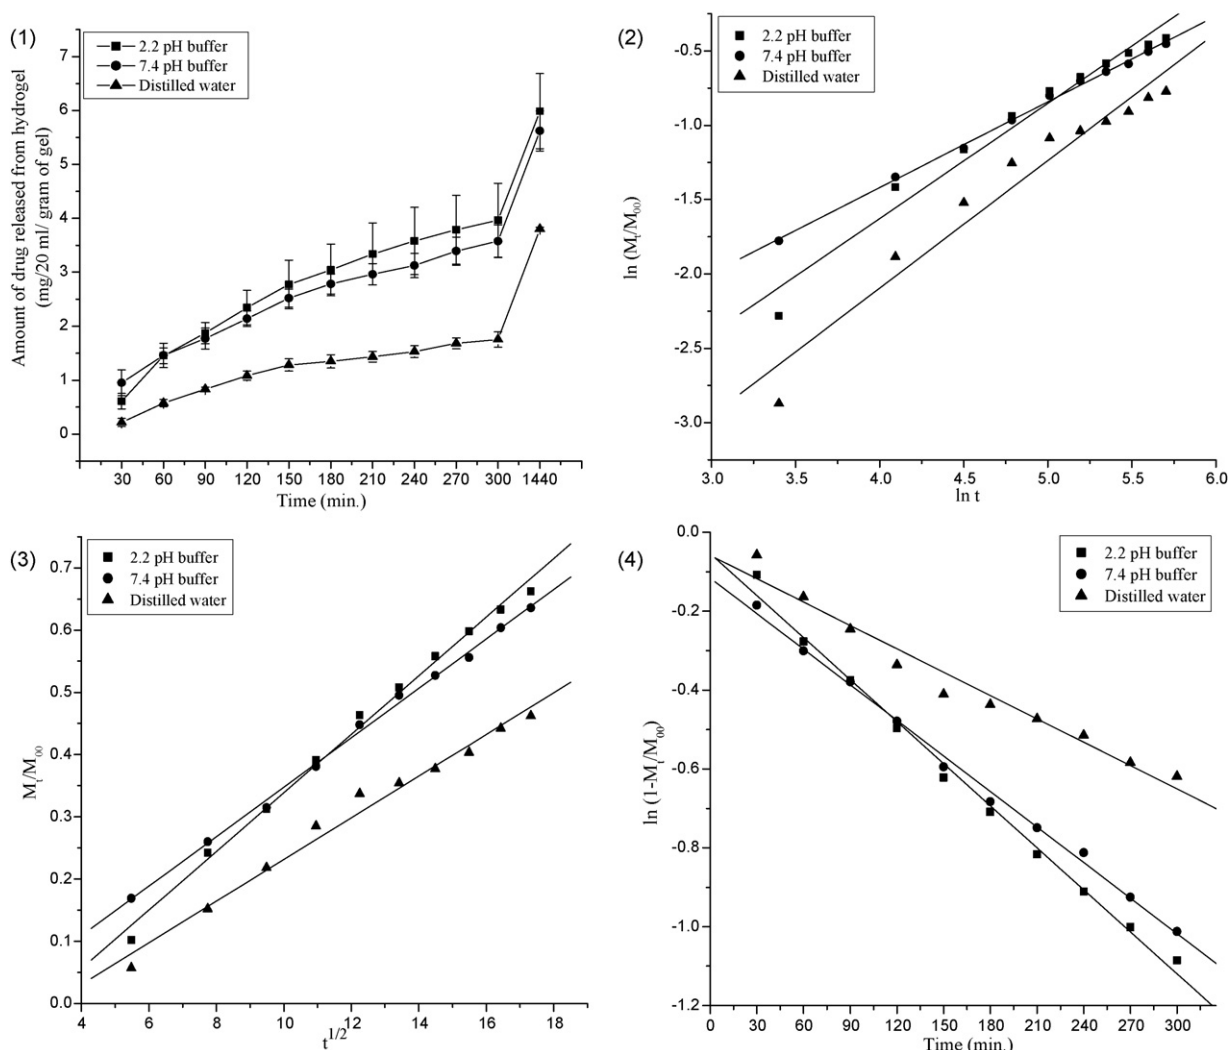 (1)
2.2 pH buffer
7.4 pH buffer
Distilled water
Amount of drug released from hydrogel
(mg/20 ml/ gram of gel)
7
6
5
4
3
2
1
0
30 60 90 120 150 180 210 240 270 300 1440
Time (min.)
(2)
2.2 pH buffer
7.4 pH buffer
Distilled water
ln (Mt/M00)
-0.5
-1.0
-1.5
-2.0
-2.5
-3.0
3.0 3.5 4.0 4.5 5.0 5.5 6.0
ln t
(3)
2.2 pH buffer
7.4 pH buffer
Distilled water
Mt/M00
0.7
0.6
0.5
0.4
0.3
0.2
0.1
0.0
4 6 8 10 12 14 16 18
t1/2
(4)
2.2 pH buffer
7.4 pH buffer
Distilled water
ln (1-Mt/M00)
0.0
-0.2
-0.4
-0.6
-0.8
-1.0
-1.2
0 30 60 90 120 150 180 210 240 270 300
Time (min.)